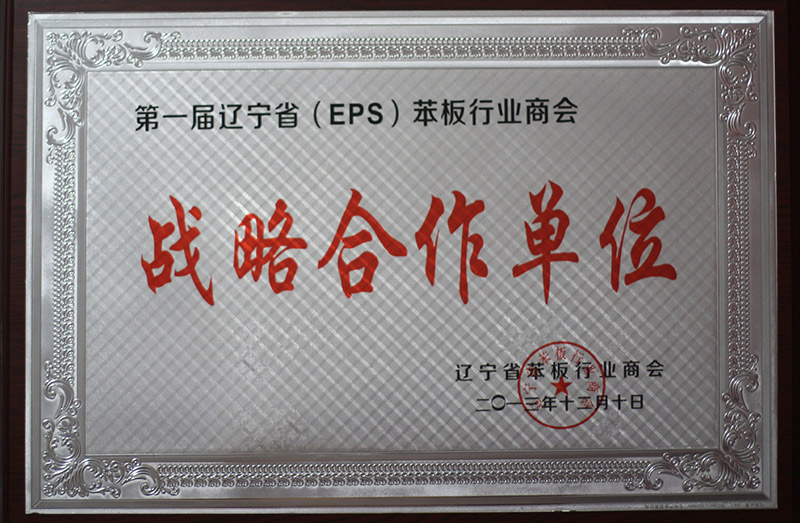 第一届辽宁省（EPS）苯板行业商会
战略合作单位
辽宁省苯板行业商会
二〇一三年十二月十日